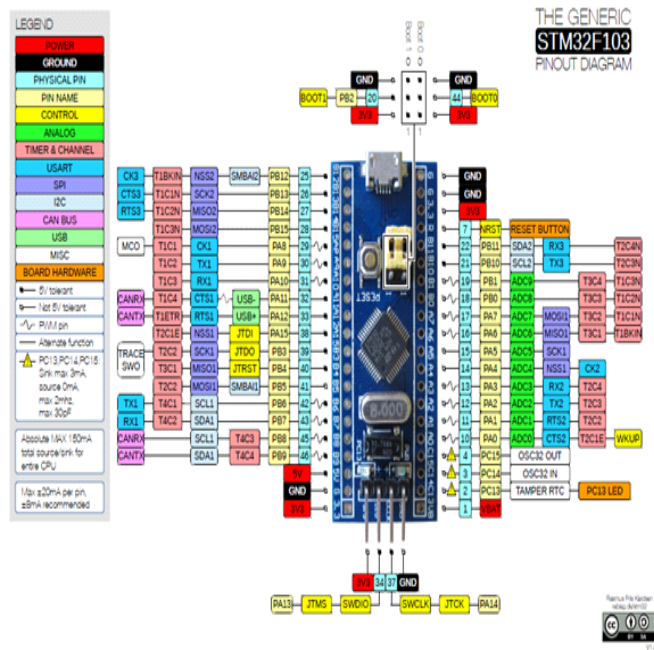 LEGEND
POWER
GROUND
PHYSICAL PIN
PIN NAME
CONTROL
ANALOG
TIMER & CHANNEL
USART
SPI
I2C
CAN BUS
USB
MISC
BOARD HARDWARE
5V tolerant
Not 5V tolerant
PWM pin
Alternate function
PC13,PC14,PC15:
Sink max 3mA,
source 0mA,
max 2mhz,
max 30pF
Absolute MAX 150mA
total source/sink for
entire CPU
Max ±20mA per pin,
±8mA recommended
THE GENERIC
STM32F103
PINOUT DIAGRAM
Boot 1 Boot 0
GND GND
BOOT1 PB2 20 44 BOOT0
3V3 3V3
CK3 T1BKIN NSS2 SMBAI2 PB12 25
CTS3 T1C1N SCK2 PB13 26
RTS3 T1C2N MISO2 PB14 27
T1C3N MOSI2 PB15 28
MCO T1C1 CK1 PA8 29
T1C2 TX1 PA9 30
T1C3 RX1 PA10 31
CANRX T1C4 CTS1 USB- PA11 32
CANTX T1ETR RTS1 USB+ PA12 33
T2C1E NSS1 JTDI PA15 38
TRACE SWO T2C2 SCK1 JTDO PB3 39
T3C1 MISO1 JTRST PB4 40
T2C2 MOSI1 SMBAI1 PB5 41
TX1 T4C1 SCL1 PB6 42
RX1 T4C2 SDA1 PB7 43
CANRX SCL1 T4C3 PB8 45
CANTX SDA1 T4C4 PB9 46
5V
GND
3V3
GND
GND
3V3
7 NRST RESET BUTTON
22 PB11 SDA2 RX3 T2C4N
21 PB10 SCL2 TX3 T2C3N
19 PB1 ADC9 T3C4 T1C3N
18 PB0 ADC8 T3C3 T1C2N
17 PA7 ADC7 MOSI1 T3C2 T1C1N
16 PA6 ADC6 MISO1 T3C1 T1BKIN
15 PA5 ADC5 SCK1
14 PA4 ADC4 NSS1 CK2
13 PA3 ADC3 RX2 T2C4
12 PA2 ADC2 TX2 T2C3
11 PA1 ADC1 RTS2 T2C2
10 PA0 ADC0 CTS2 T2C1E WKUP
4 PC15 OSC32 OUT
3 PC14 OSC32 IN
2 PC13 TAMPER RTC PC13 LED
1 VBAT
RESET
8-000
3V3 34 37 GND
PA13 JTMS SWDIO SWCLK JTCK PA14
BY SA